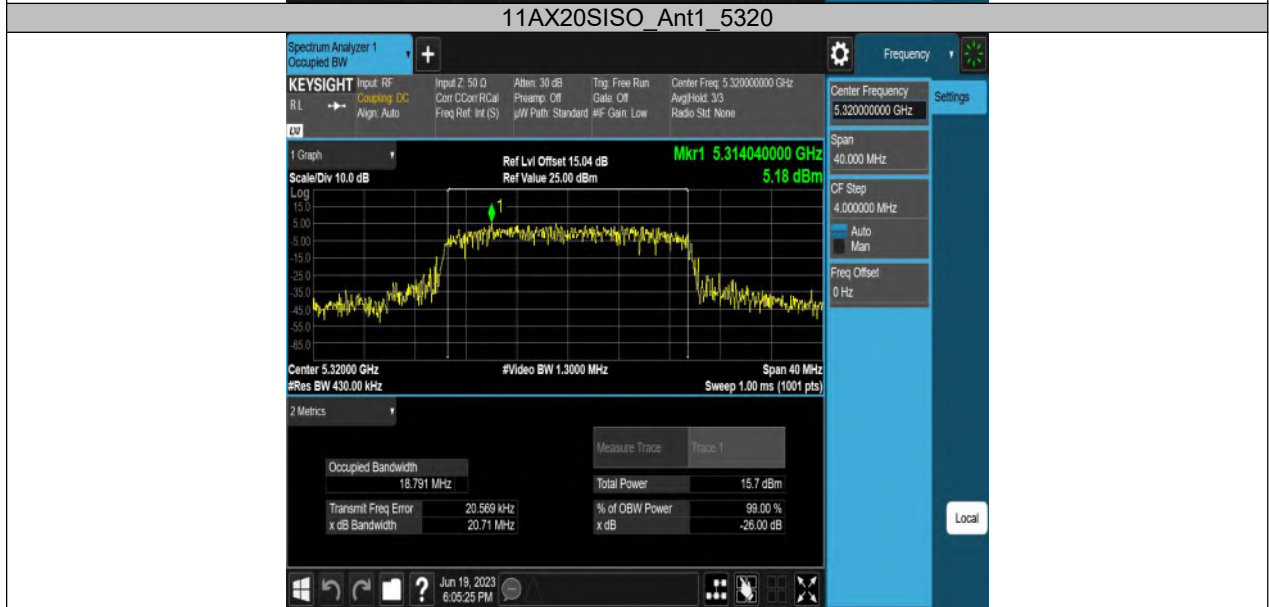 11AX20SISO_Ant1_5320
Spectrum Analyzer 1
Occupied BW
Frequency
KEYSIGHT
RL
Input: RF
Coupling: DC
Align: Auto
Input Z: 50 Ω
Corr CCorr RCal
Freq Ref: Int (S)
Atten: 30 dB
Preamp: Off
µW Path: Standard
Trig: Free Run
Gate: Off
#IF Gain: Low
Center Freq: 5.320000000 GHz
Avg|Hold: 3/3
Radio Std: None
Center Frequency
5.320000000 GHz
Settings
Span
40.000 MHz
CF Step
4.000000 MHz
Auto
Man
Freq Offset
0 Hz
1 Graph
Scale/Div 10.0 dB
Ref Lvl Offset 15.04 dB
Ref Value 25.00 dBm
Mkr1 5.314040000 GHz
5.18 dBm
Log
15.0
5.00
-5.00
-15.0
-25.0
-35.0
-45.0
-55.0
-65.0
1
Center 5.32000 GHz
#Video BW 1.3000 MHz
Span 40 MHz
#Res BW 430.00 kHz
Sweep 1.00 ms (1001 pts)
2 Metrics
Measure Trace Trace 1
Occupied Bandwidth
18.791 MHz
Total Power 15.7 dBm
Transmit Freq Error 20.569 kHz
% of OBW Power 99.00 %
x dB Bandwidth 20.71 MHz
x dB -26.00 dB
Local
Jun 19, 2023
6:05:25 PM